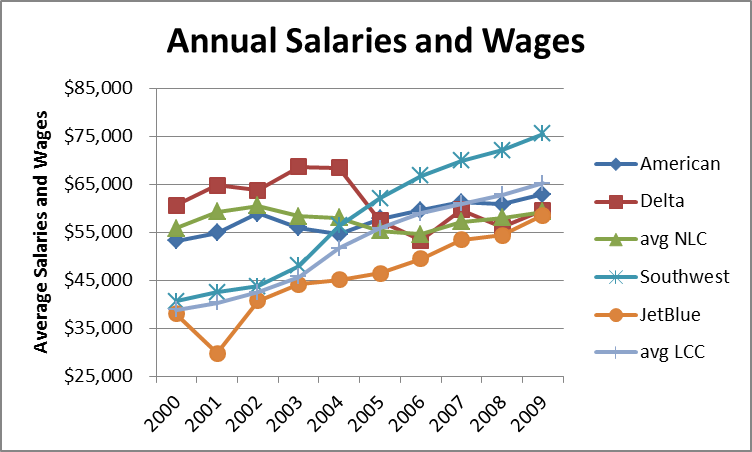 Annual Salaries and Wages
Average Salaries and Wages
$85,000
$75,000
$65,000
$55,000
$45,000
$35,000
$25,000
2000 2001 2002 2003 2004 2005 2006 2007 2008 2009
American
Delta
avg NLC
Southwest
JetBlue
avg LCC